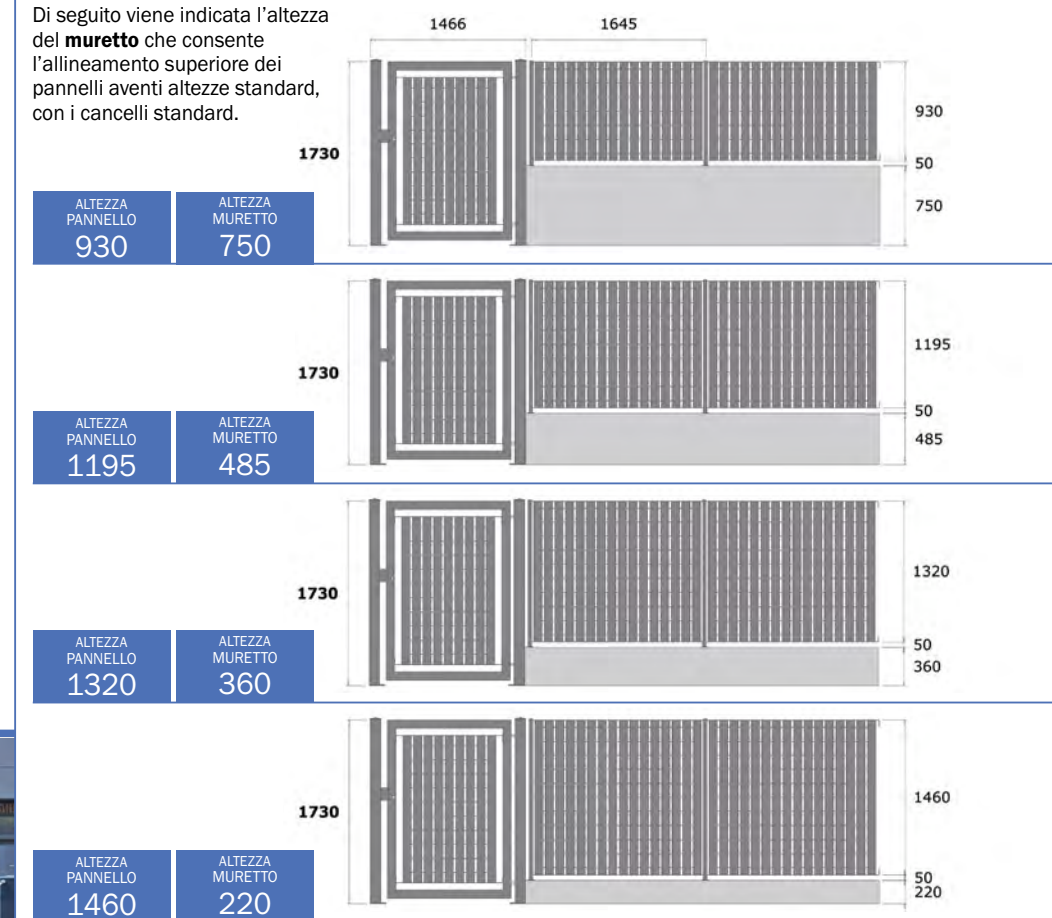 Di seguito viene indicata l'altezza
del muretto che consente
l'allineamento superiore dei
pannelli aventi altezze standard,
con i cancelli standard.
1466
1645
1730
930
50
750
ALTEZZA
PANNELLO
930
ALTEZZA
MURETTO
750
1730
1195
50
485
ALTEZZA
PANNELLO
1195
ALTEZZA
MURETTO
485
1730
1320
50
360
ALTEZZA
PANNELLO
1320
ALTEZZA
MURETTO
360
1730
1460
50
220
ALTEZZA
PANNELLO
1460
ALTEZZA
MURETTO
220